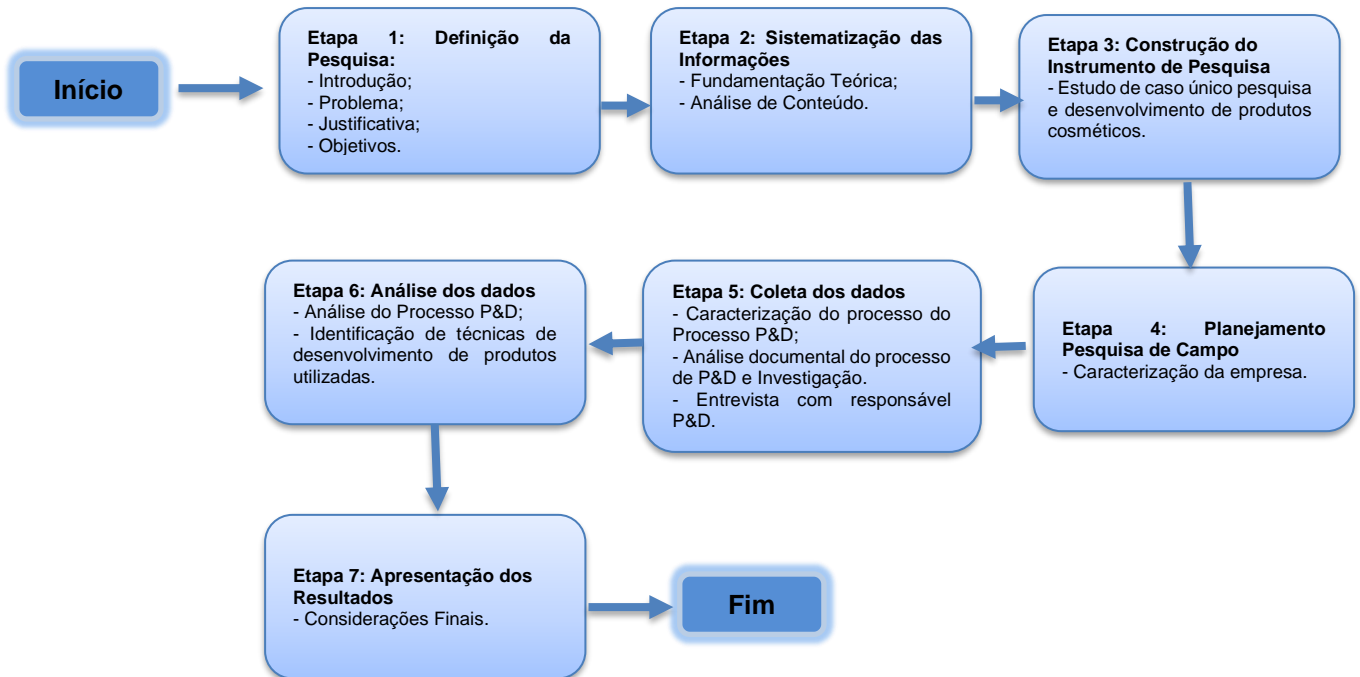 Início
Etapa 1: Definição da
Pesquisa:
- Introdução;
- Problema;
- Justificativa;
- Objetivos.
Etapa 2: Sistematização das
Informações
- Fundamentação Teórica;
- Análise de Conteúdo.
Etapa 3: Construção do
Instrumento de Pesquisa
- Estudo de caso único pesquisa
e desenvolvimento de produtos
cosméticos.
Etapa 4: Planejamento
Pesquisa de Campo
- Caracterização da empresa.
Etapa 5: Coleta dos dados
- Caracterização do processo do
Processo P&D;
- Análise documental do processo
de P&D e Investigação.
- Entrevista com responsável
P&D.
Etapa 6: Análise dos dados
- Análise do Processo P&D;
- Identificação de técnicas de
desenvolvimento de produtos
utilizadas.
Etapa 7: Apresentação dos
Resultados
- Considerações Finais.
Fim